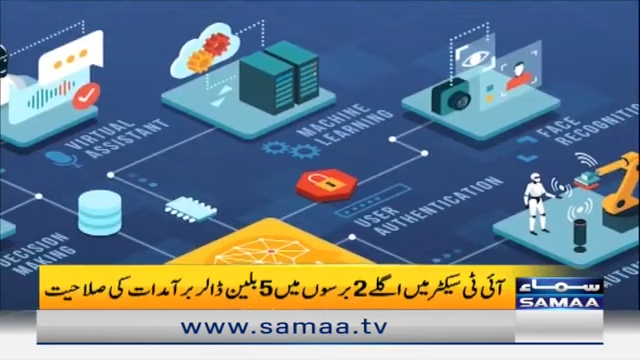 VIRTUAL ASSISTANT
MACHINE LEARNING
FACE RECOGNITI
USER AUTHENTICATION
DECISION MAKING
آئی ٹی سیکٹر میں اگلے 2 برسوں میں 5 بلین ڈالر برآمدات کی صلاحیت
سماء
SAMAA
www.samaa.tv